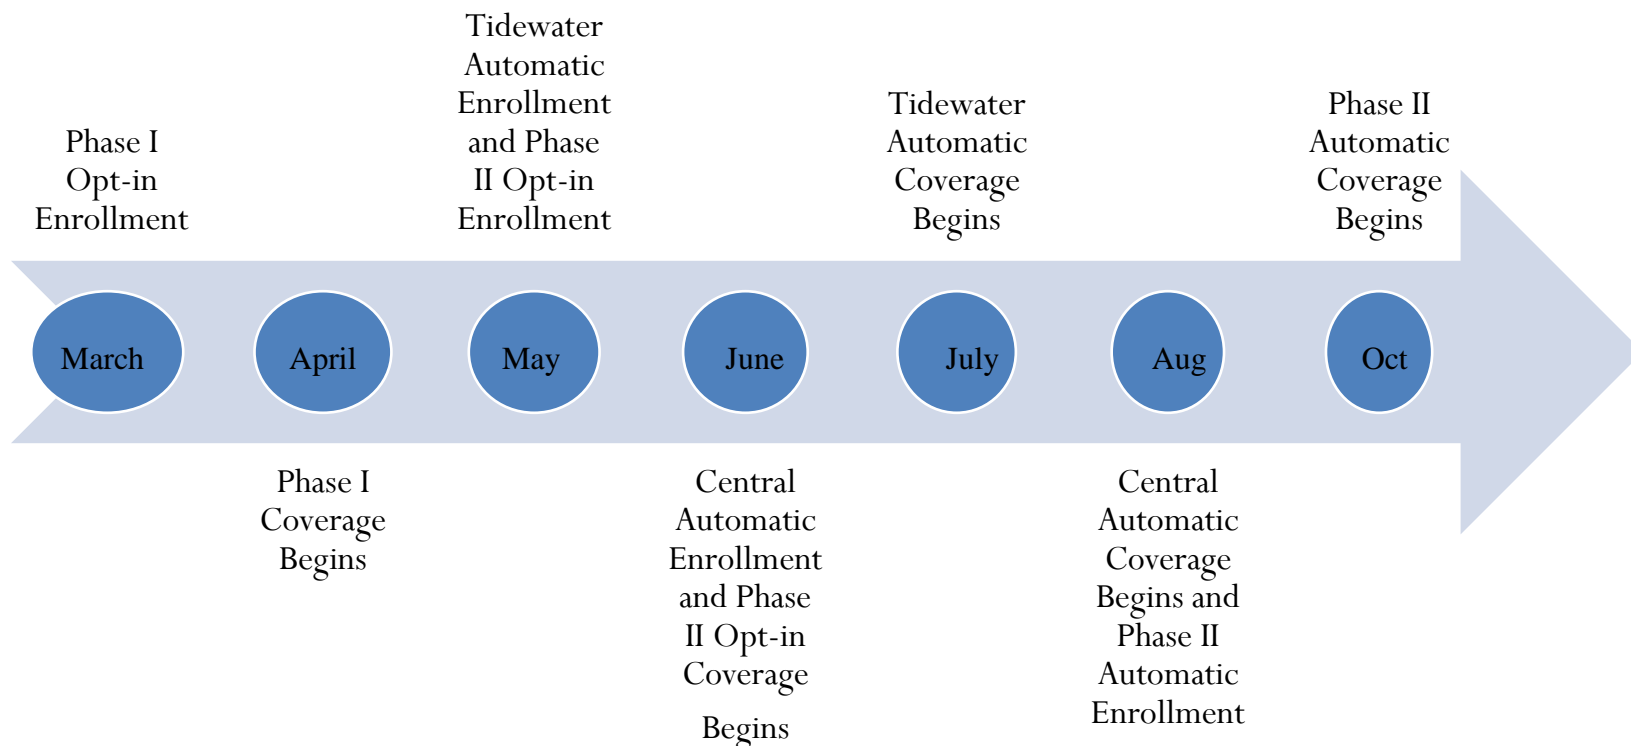 Phase I
Opt-in
Enrollment
Tidewater
Automatic
Enrollment
and Phase
II Opt-in
Enrollment
Tidewater
Automatic
Coverage
Begins
Phase II
Automatic
Coverage
Begins
March
April
May
June
July
Aug
Oct
Phase I
Coverage
Begins
Central
Automatic
Enrollment
and Phase
II Opt-in
Coverage
Begins
Central
Automatic
Coverage
Begins and
Phase II
Automatic
Enrollment